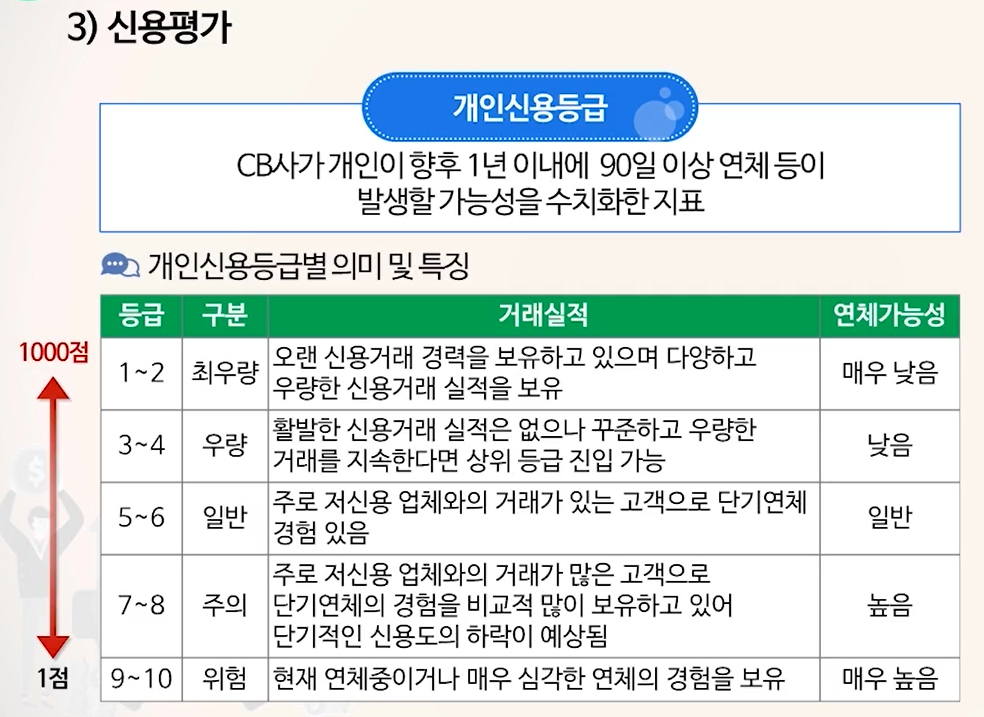 3) 신용평가
개인신용등급
CB사가 개인이 향후 1년 이내에 90일 이상 연체 등이
발생할 가능성을 수치화한 지표
개인신용등급별 의미 및 특징
등급 구분 거래실적 연체가능성
1000점
1~2 최우량 오랜 신용거래 경력을 보유하고 있으며 다양하고
우량한 신용거래 실적을 보유 매우 낮음
3~4 우량 활발한 신용거래 실적은 없으나 꾸준하고 우량한
거래를 지속한다면 상위 등급 진입 가능 낮음
5~6 일반 주로 저신용 업체와의 거래가 있는 고객으로 단기연체
경험 있음 일반
7~8 주의 주로 저신용 업체와의 거래가 많은 고객으로
단기연체의 경험을 비교적 많이 보유하고 있어
단기적인 신용도의 하락이 예상됨 높음
1점
9~10 위험 현재 연체중이거나 매우 심각한 연체의 경험을 보유 매우 높음